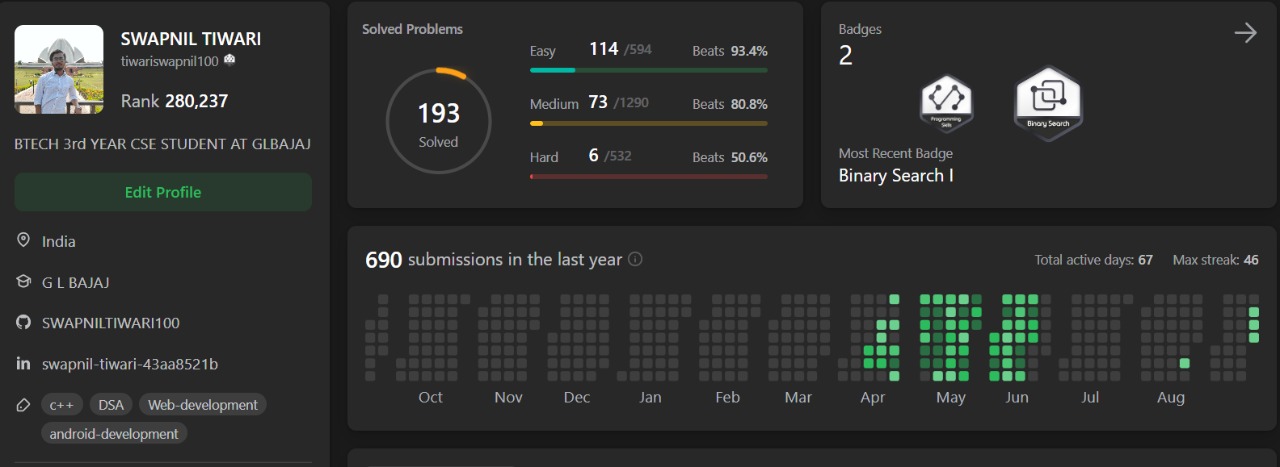 SWAPNIL TIWARI
tiwariswapnil100
Rank 280,237
BTECH 3rd YEAR CSE STUDENT AT GLBAJAJ
Edit Profile
India
G L BAJAJ
SWAPNILTIWARI100
in swapnil-tiwari-43aa8521b
c++ DSA Web-development
android-development
Solved Problems
193
Solved
Easy 114 /594 Beats 93.4%
Medium 73 /1290 Beats 80.8%
Hard 6 /532 Beats 50.6%
Badges
2
Programming
Skills
Binary Search
Most Recent Badge
Binary Search I
690 submissions in the last year
Total active days: 67 Max streak: 46
Oct Nov Dec Jan Feb Mar Apr May Jun Jul Aug